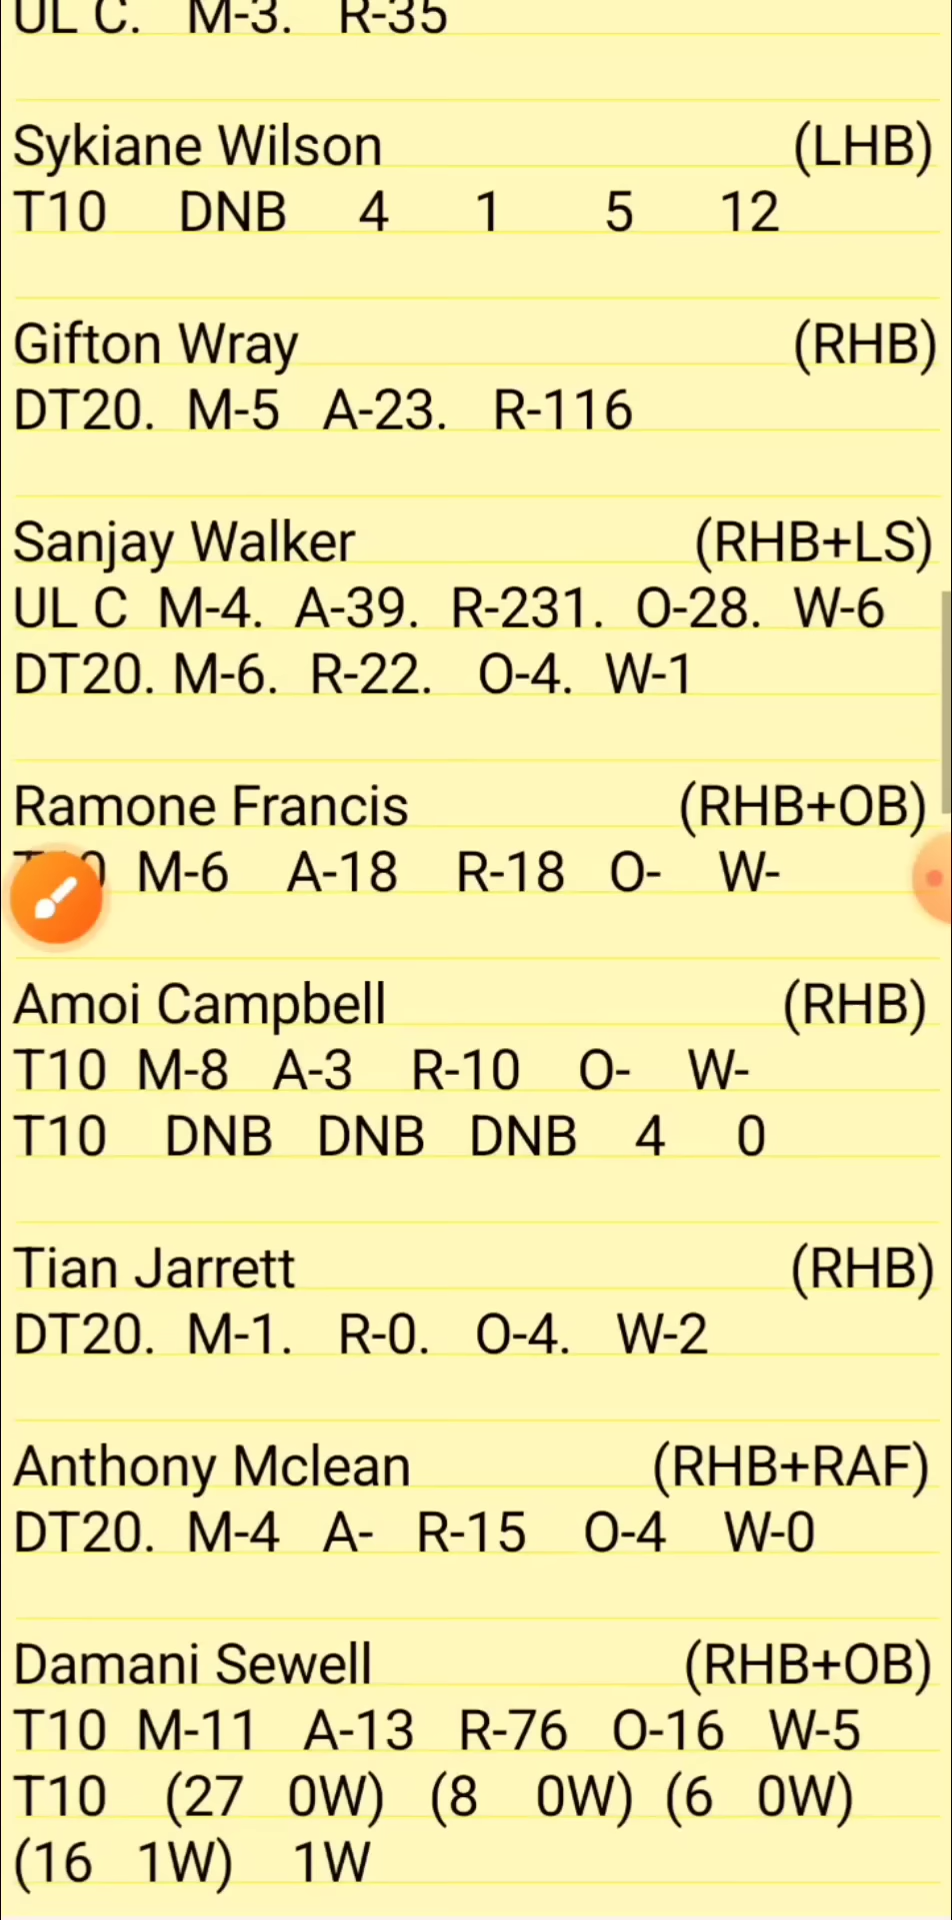 UL C. M-3. R-35
Sykiane Wilson (LHB)
T10 DNB 4 1 5 12
Gifton Wray (RHB)
DT20. M-5 A-23. R-116
Sanjay Walker (RHB+LS)
UL C M-4. A-39. R-231. O-28. W-6
DT20. M-6. R-22. O-4. W-1
Ramone Francis (RHB+OB)
M-6 A-18 R-18 O- W-
Amoi Campbell (RHB)
T10 M-8 A-3 R-10 O- W-
T10 DNB DNB DNB 4 0
Tian Jarrett (RHB)
DT20. M-1. R-0. O-4. W-2
Anthony Mclean (RHB+RAF)
DT20. M-4 A- R-15 O-4 W-0
Damani Sewell (RHB+OB)
T10 M-11 A-13 R-76 O-16 W-5
T10 (27 0W) (8 0W) (6 0W)
(16 1W) 1W